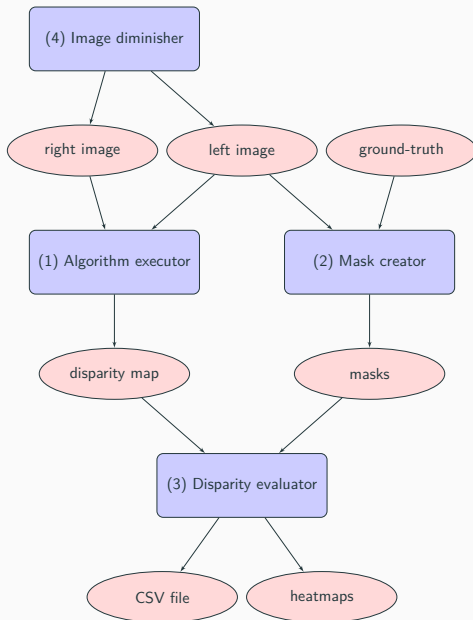 (4) Image diminisher
right image
left image
ground-truth
(1) Algorithm executor
(2) Mask creator
disparity map
masks
(3) Disparity evaluator
CSV file
heatmaps